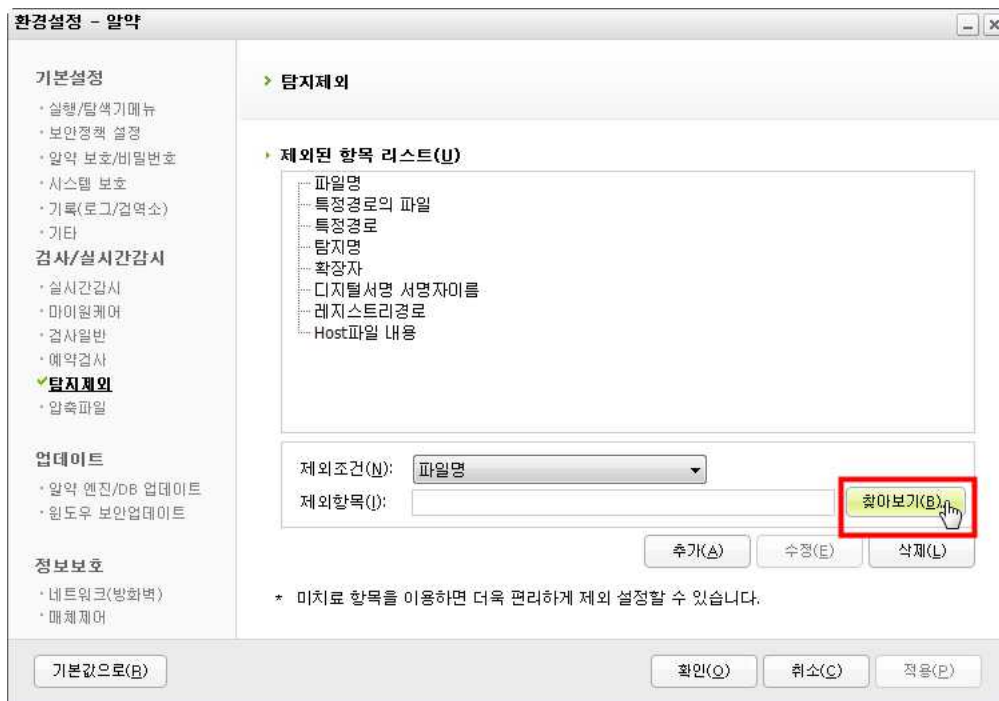 환경설정 - 알약
기본설정
· 실행/탐색기메뉴
· 보안정책 설정
· 알약 보호/비밀번호
· 시스템 보호
· 기록(로그/검역소)
· 기타
검사/실시간감시
· 실시간감시
· 마이원케어
· 검사일반
· 예약검사
탐지제외
· 압축파일
업데이트
· 알약 엔진/DB 업데이트
· 윈도우 보안업데이트
정보보호
· 네트워크(방화벽)
· 매체제어
탐지제외
제외된 항목 리스트(U)
파일명
특정경로의 파일
특정경로
탐지명
확장자
디지털서명 서명자이름
레지스트리경로
Host파일 내용
제외조건(N): 파일명
제외항목(I): 찾아보기(B)
추가(A) 수정(E) 삭제(L)
* 미치료 항목을 이용하면 더욱 편리하게 제외 설정할 수 있습니다.
기본값으로(R) 확인(O) 취소(C) 적용(P)